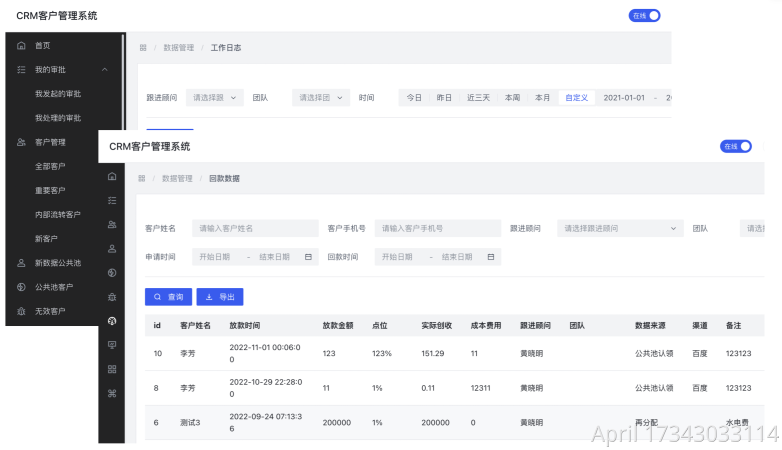 CRM客户管理系统
在线
首页
我的审批
我发起的审批
我处理的审批
客户管理
全部客户
重要客户
内部流转客户
新客户
新数据公共池
公共池客户
无效客户
数据管理 / 工作日志
跟进顾问 请选择跟 团队 请选择团 时间 今日 昨日 近三天 本周 本月 自定义 2021-01-01 -
CRM客户管理系统
在线
数据管理 / 回款数据
客户姓名 请输入客户姓名 客户手机号 请输入客户手机号 跟进顾问 请选择跟进顾问 团队 请选
申请时间 开始日期 - 结束日期 回款时间 开始日期 - 结束日期
查询 导出
id 客户姓名 放款时间 放款金额 点位 实际创收 成本费用 跟进顾问 团队 数据来源 渠道 备注
10 李芳 2022-11-01 00:06:00 123 123% 151.29 11 黄晓明 公共池认领 百度 123123
8 李芳 2022-10-29 22:28:00 11 1% 0.11 12311 黄晓明 公共池认领 百度 123123
6 测试3 2022-09-24 07:13:36 200000 1% 200000 0 黄晓明 再分配 水电费
April 17343033114